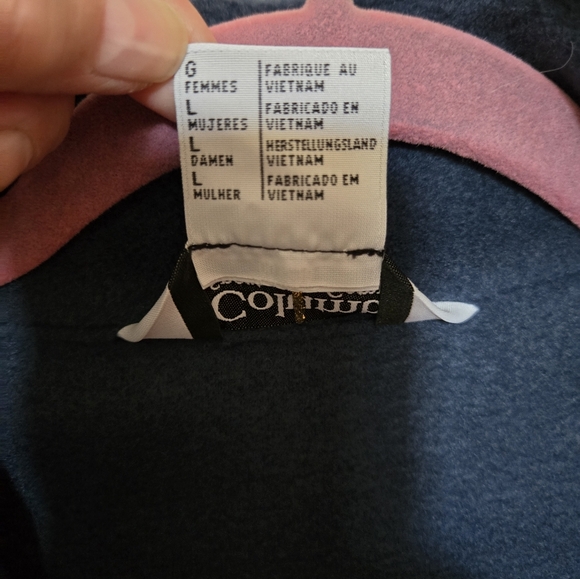 G
FEMMES
FABRIQUE AU
VIETNAM
L
MUJERES
FABRICADO EN
VIETNAM
L
DAMEN
HERSTELLUNGSLAND
VIETNAM
L
MULHER
FABRICADO EM
VIETNAM